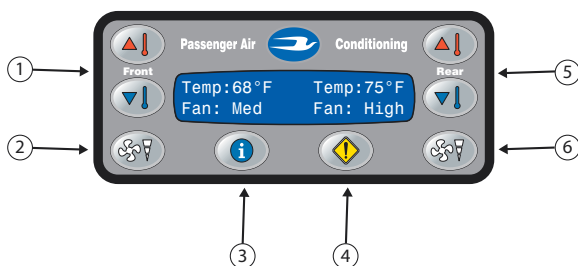 Passenger Air Conditioning
Front Rear
Temp:68°F Temp:75°F
Fan: Med Fan: High
i
!
1
2
3
4
5
6